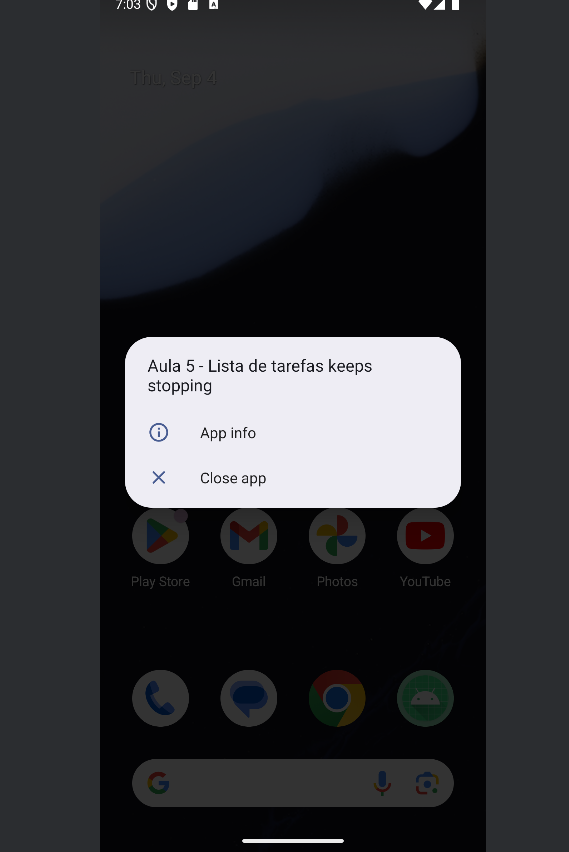 7:03
Thu, Sep 4
Aula 5 - Lista de tarefas keeps
stopping
App info
Close app
Play Store
Gmail
Photos
YouTube